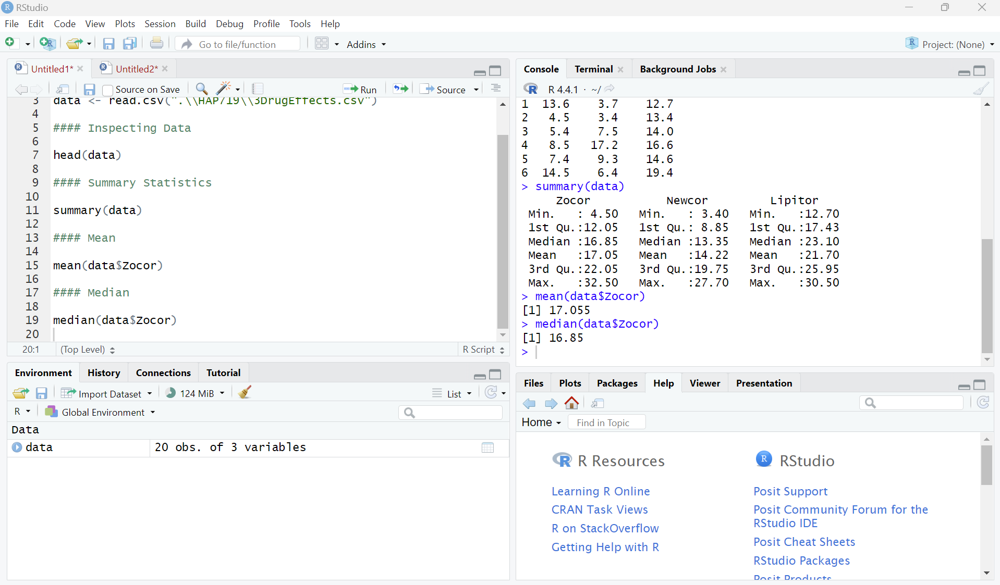 RStudio
File Edit Code View Plots Session Build Debug Profile Tools Help
Go to file/function Addins Project: (None)
Untitled1* Untitled2*
Source on Save Run Source
3 data <- read.csv(".\\HAP719\\3DrugEffects.csv")
4
5 #### Inspecting Data
6
7 head(data)
8
9 #### Summary Statistics
10
11 summary(data)
12
13 #### Mean
14
15 mean(data$Zocor)
16
17 #### Median
18
19 median(data$Zocor)
20
20:1 (Top Level) R Script
Console Terminal Background Jobs
R 4.4.1 · ~/
1 13.6 3.7 12.7
2 4.5 3.4 13.4
3 5.4 7.5 14.0
4 8.5 17.2 16.6
5 7.4 9.3 14.6
6 14.5 6.4 19.4
> summary(data)
Zocor Newcor Lipitor
Min. : 4.50 Min. : 3.40 Min. :12.70
1st Qu.:12.05 1st Qu.: 8.85 1st Qu.:17.43
Median :16.85 Median :13.35 Median :23.10
Mean :17.05 Mean :14.22 Mean :21.70
3rd Qu.:22.05 3rd Qu.:19.75 3rd Qu.:25.95
Max. :32.50 Max. :27.70 Max. :30.50
> mean(data$Zocor)
[1] 17.055
> median(data$Zocor)
[1] 16.85
>
Environment History Connections Tutorial
Import Dataset 124 MiB List
R Global Environment
Data
data 20 obs. of 3 variables
Files Plots Packages Help Viewer Presentation
Home Find in Topic
R Resources
Learning R Online
CRAN Task Views
R on StackOverflow
Getting Help with R
R RStudio
Posit Support
Posit Community Forum for the
RStudio IDE
Posit Cheat Sheets
RStudio Packages
Posit Products